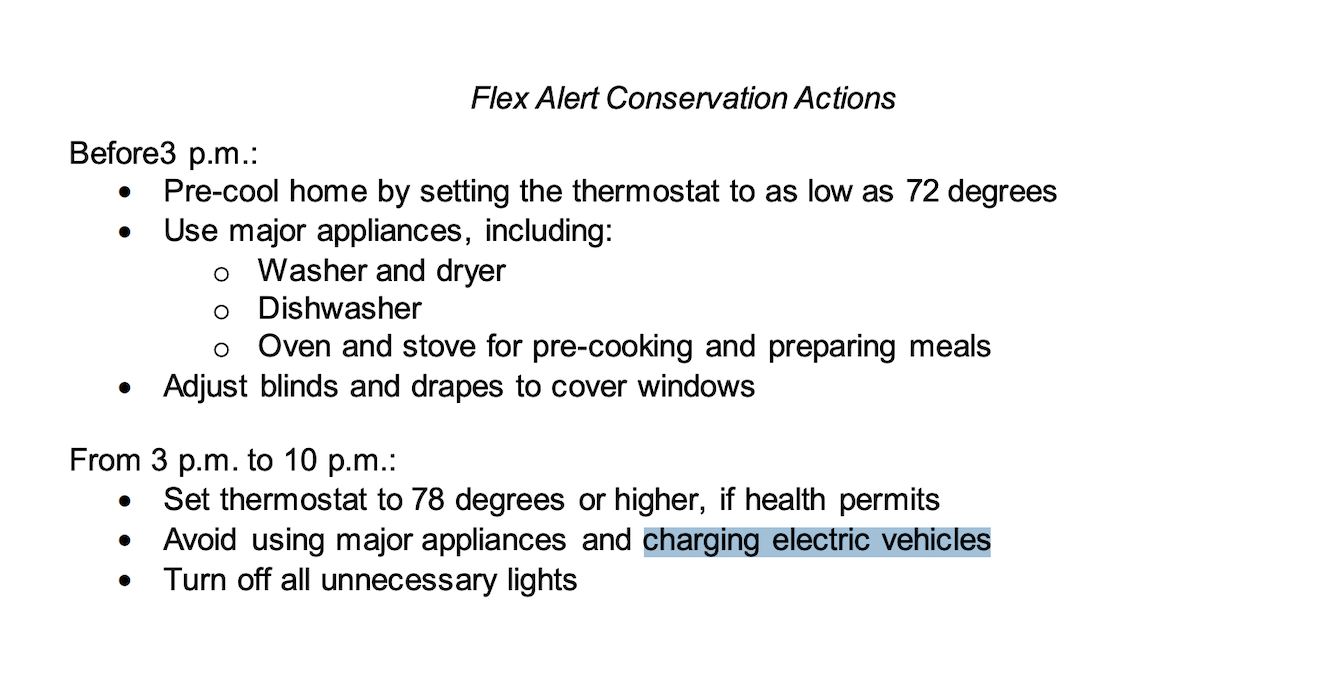 Flex Alert Conservation Actions
Before3 p.m.:
• Pre-cool home by setting the thermostat to as low as 72 degrees
• Use major appliances, including:
o Washer and dryer
o Dishwasher
o Oven and stove for pre-cooking and preparing meals
• Adjust blinds and drapes to cover windows
From 3 p.m. to 10 p.m.:
• Set thermostat to 78 degrees or higher, if health permits
• Avoid using major appliances and charging electric vehicles
• Turn off all unnecessary lights